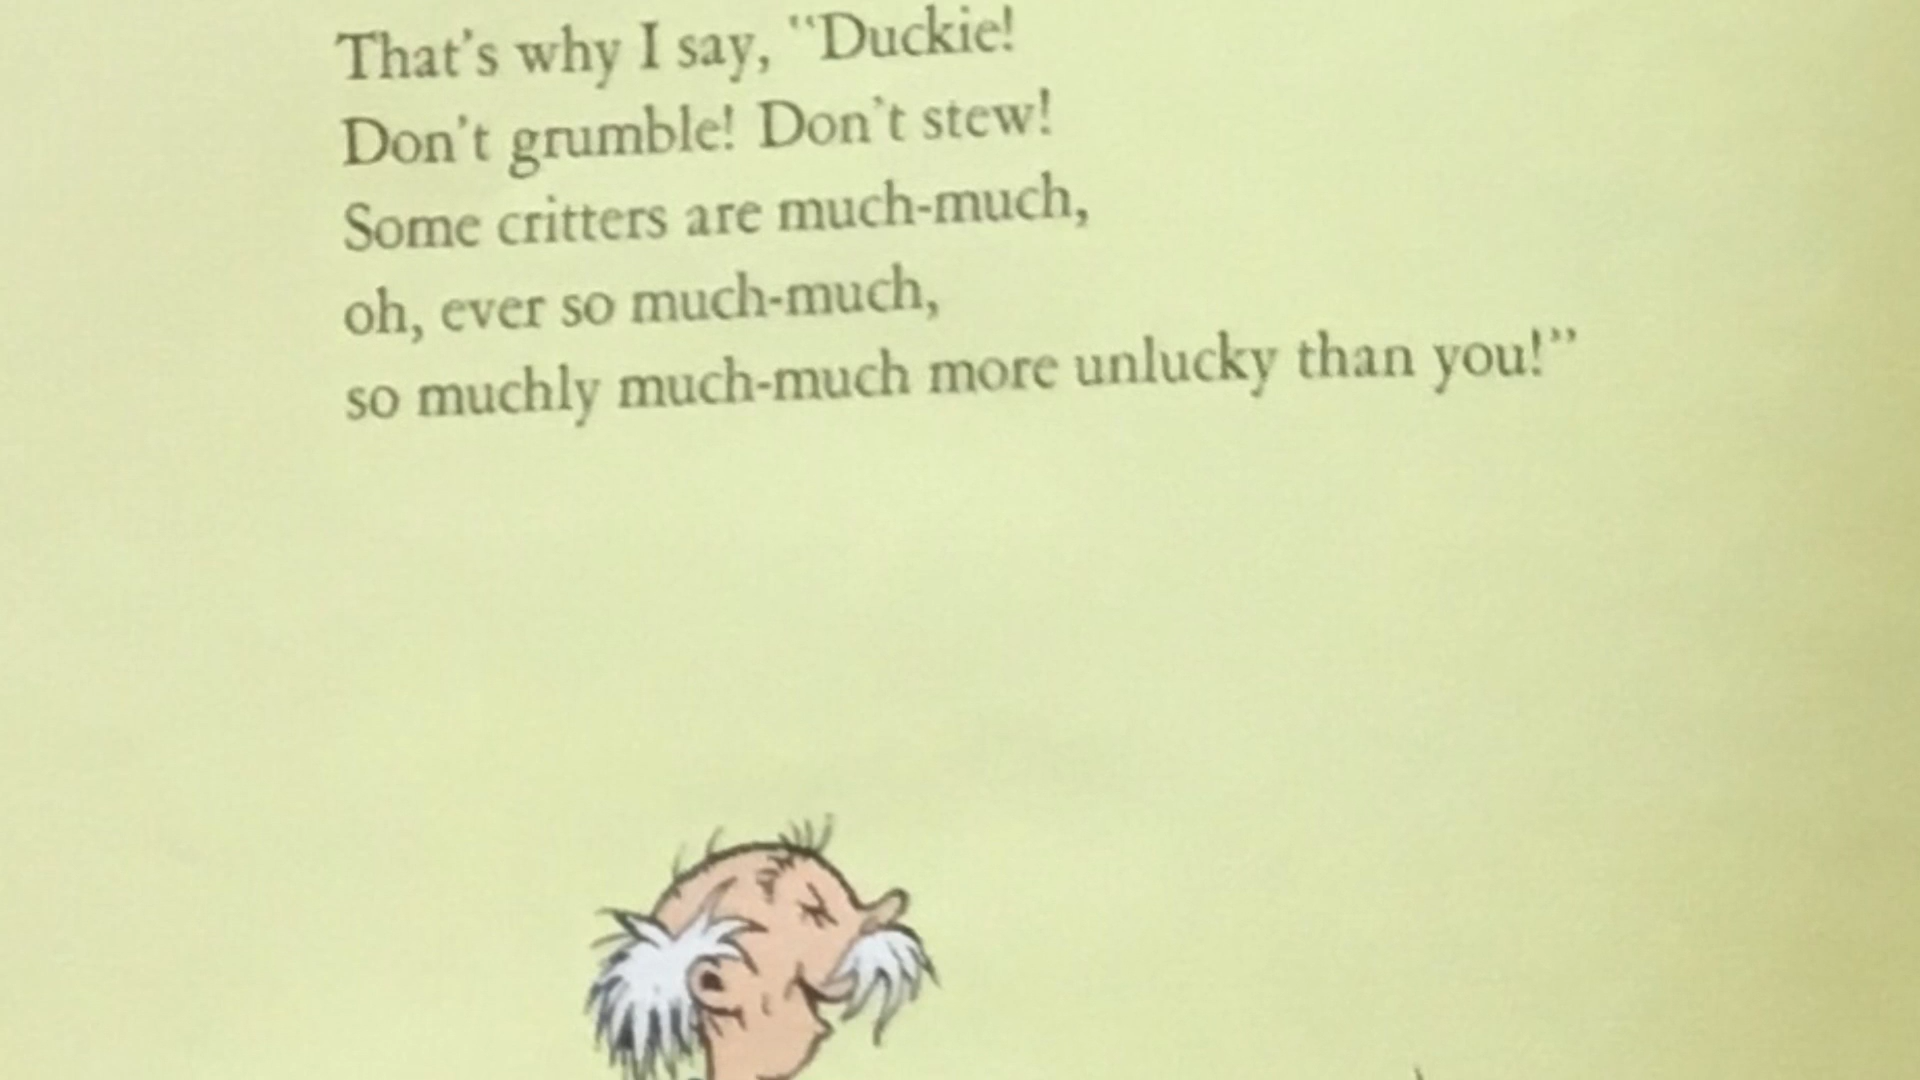 That's why I say, "Duckie!
Don't grumble! Don't stew!
Some critters are much-much,
oh, ever so much-much,
so muchly much-much more unlucky than you!"